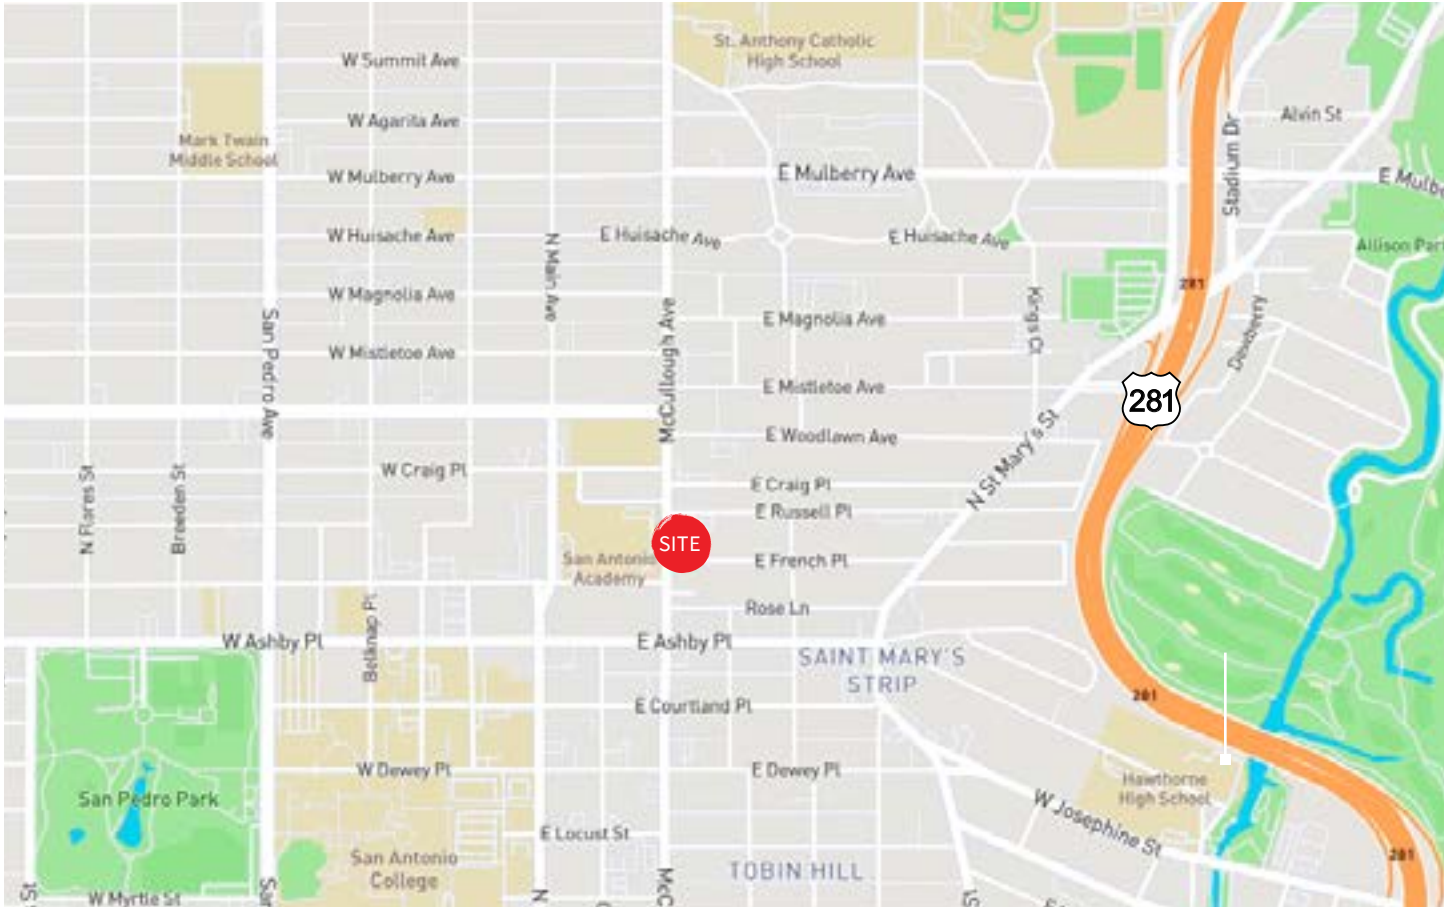 St. Anthony Catholic
High School
W Summit Ave
W Agarita Ave
Alvin St
Mark Twain
Middle School
Stadium Dr
W Mulberry Ave
E Mulberry Ave
E Mulbe
W Huisache Ave
E Huisache Ave
E Huisache Ave
Allison Par
N Main Ave
281
W Magnolia Ave
E Magnolia Ave
San Pedro Ave
McCullough Ave
Kings Ct
Dewberry
W Mistletoe Ave
E Mistletoe Ave
281
E Woodlawn Ave
N St Mary's St
W Craig Pl
E Craig Pl
N Flores St
Breeden St
E Russell Pl
SITE
San Antonio
Academy
E French Pl
Belknap Pl
Rose Ln
W Ashby Pl
E Ashby Pl
SAINT MARY'S
STRIP
281
E Courtland Pl
W Dewey Pl
E Dewey Pl
Hawthorne
High School
San Pedro Park
W Josephine St
E Locust St
San Antonio
College
TOBIN HILL
281
W Myrtle St
San
N
McC